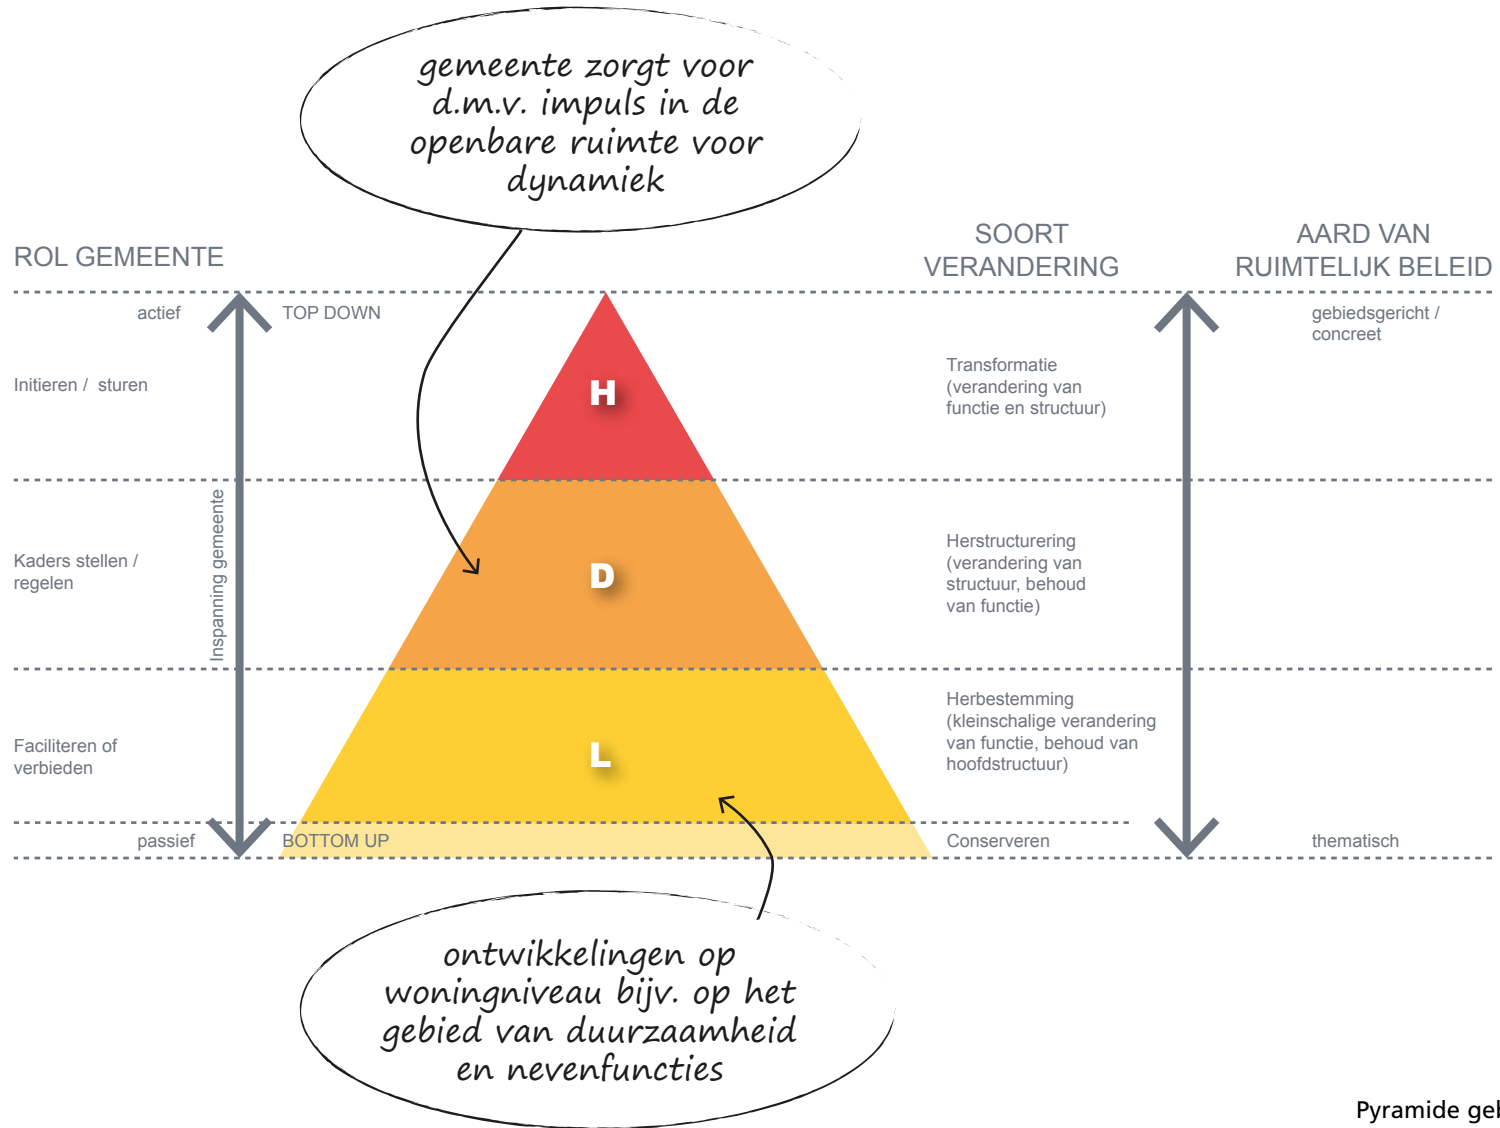 gemeente zorgt voor
d.m.v. impuls in de
openbare ruimte voor
dynamiek
ROL GEMEENTE
SOORT
VERANDERING
AARD VAN
RUIMTELIJK BELEID
actief
TOP DOWN
gebiedsgericht /
concreet
Initieren / sturen
H
Transformatie
(verandering van
functie en structuur)
Inspanning gemeente
Kaders stellen /
regelen
D
Herstructurering
(verandering van
structuur, behoud
van functie)
Faciliteren of
verbieden
L
Herbestemming
(kleinschalige verandering
van functie, behoud van
hoofdstructuur)
passief
BOTTOM UP
Conserveren
thematisch
ontwikkelingen op
woningniveau bijv. op het
gebied van duurzaamheid
en nevenfuncties
Pyramide